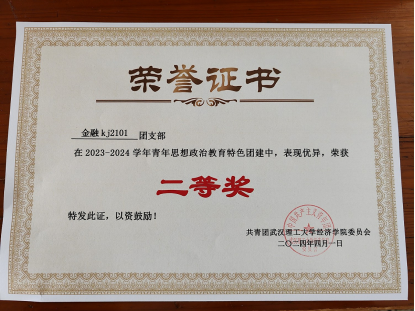 荣誉证书
金融kj2101 团支部
在2023-2024学年青年思想政治教育特色团建中，表现优异，荣获
二等奖
特发此证，以资鼓励！
共青团武汉理工大学经济学院委员会
二〇二四年四月一日